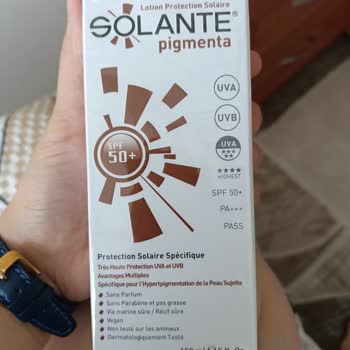 Lotion Protection Solaire
SOLANTE®
pigmenta
UVA
UVB
UVA
HIGHEST
SPF 50+
SPF 50+
PA+++
PASS
Protection Solaire Spécifique
Très Haute Protection UVA et UVB
Avantages Multiples
Spécifique pour l'Hyperpigmentation de la Peau Sujette
Sans Parfum
Sans Parabène et pas grasse
Vie marine sûre / Récif sûre
Vegan
Non testé sur les animaux
Dermatologiquement Testé